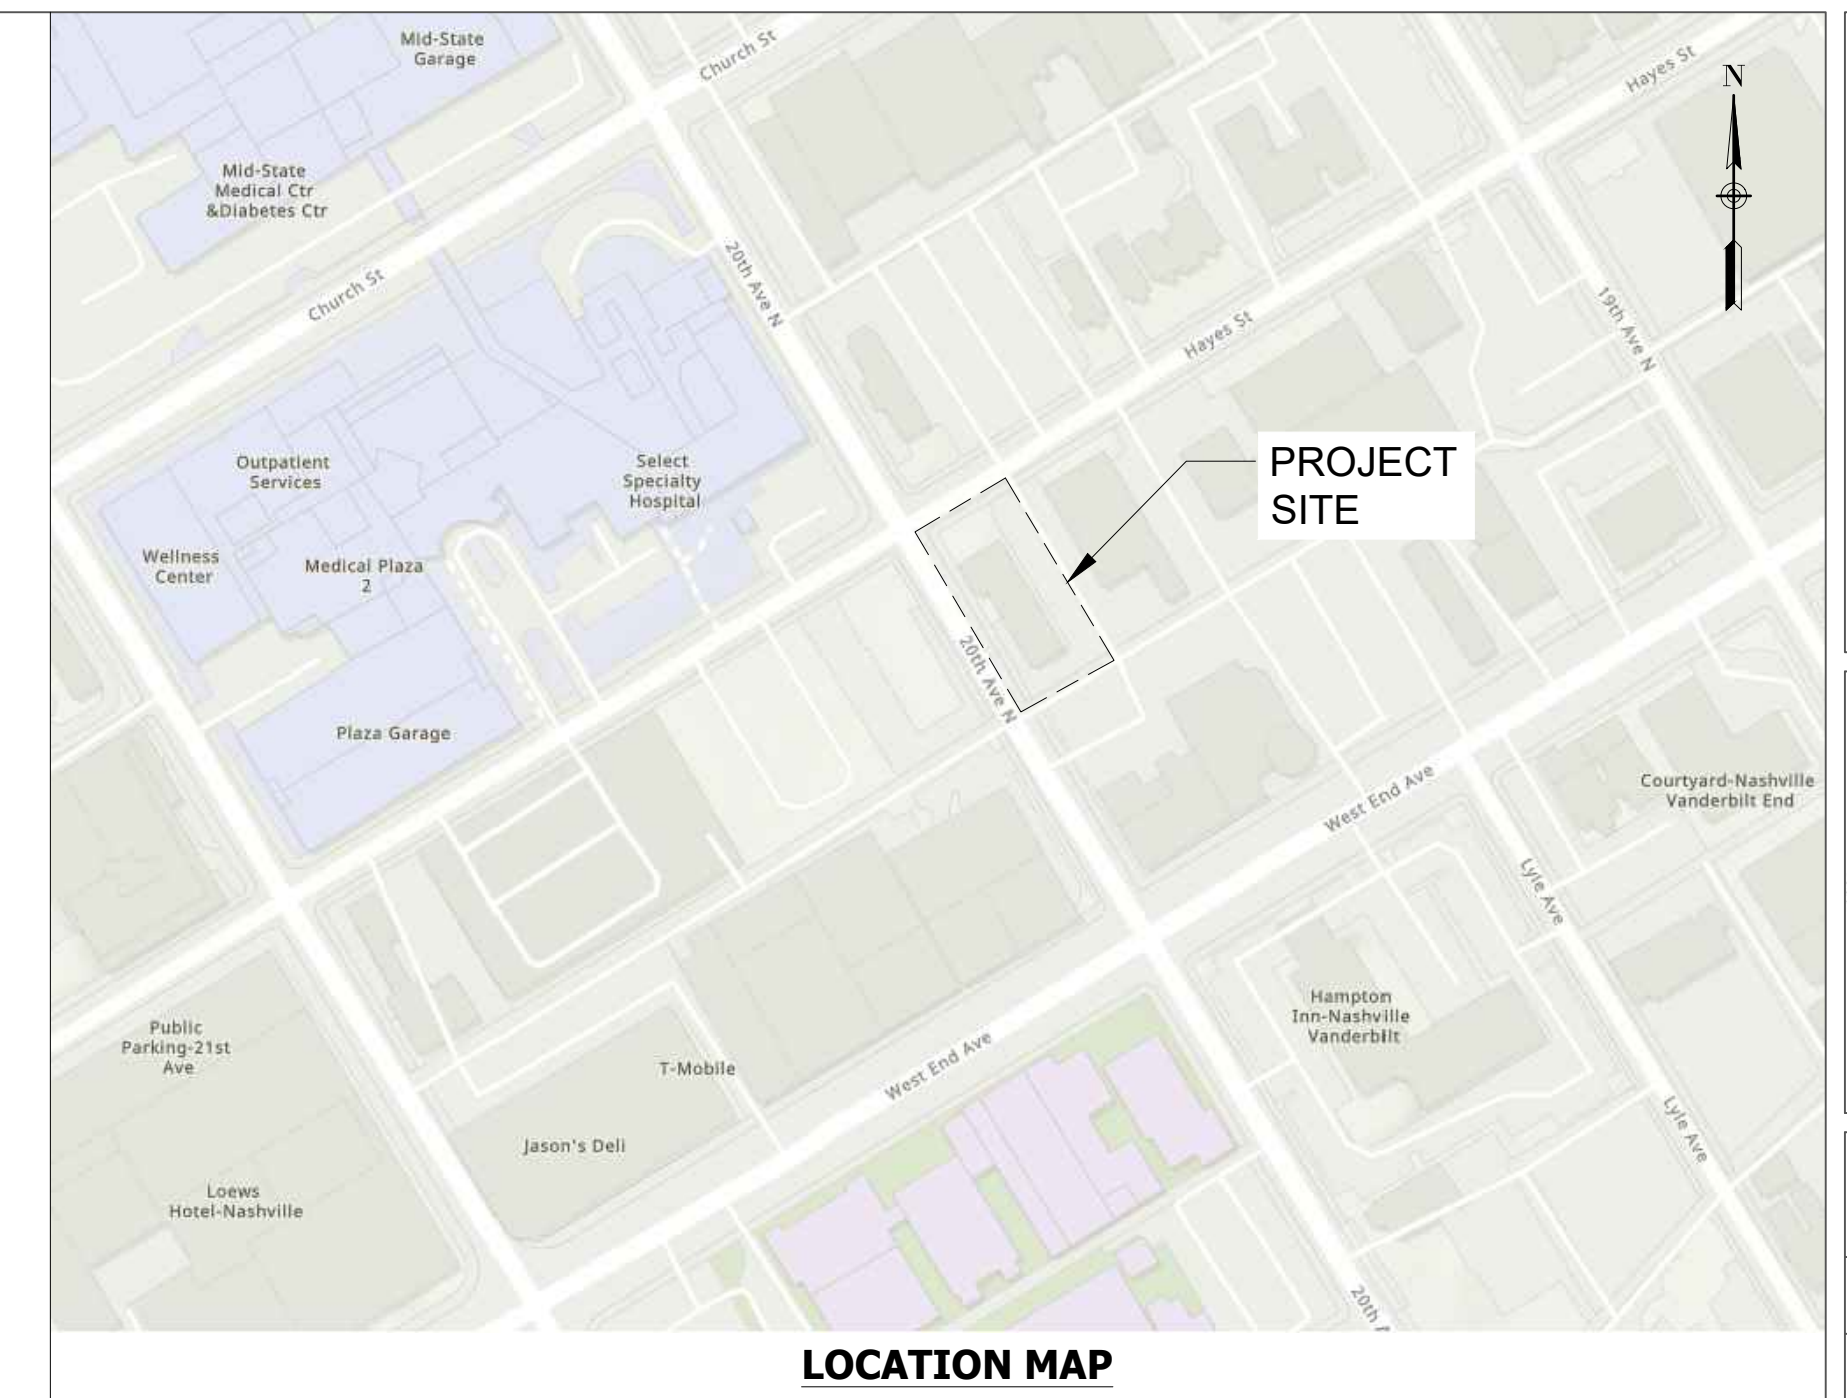 Mid-State
Garage
Church St
Hayes St
N
Mid-State
Medical Ctr
&Diabetes Ctr
Church St
20th Ave N
Hayes St
19th Ave N
Outpatient
Services
Select
Specialty
Hospital
PROJECT
SITE
Wellness
Center
Medical Plaza
2
20th Ave N
Plaza Garage
West End Ave
Courtyard-Nashville
Vanderbilt End
Lyle Ave
Hampton
Inn-Nashville
Vanderbilt
Public
Parking-21st
Ave
T-Mobile
West End Ave
Jason's Deli
Lyle Ave
Loews
Hotel-Nashville
20th A
LOCATION MAP